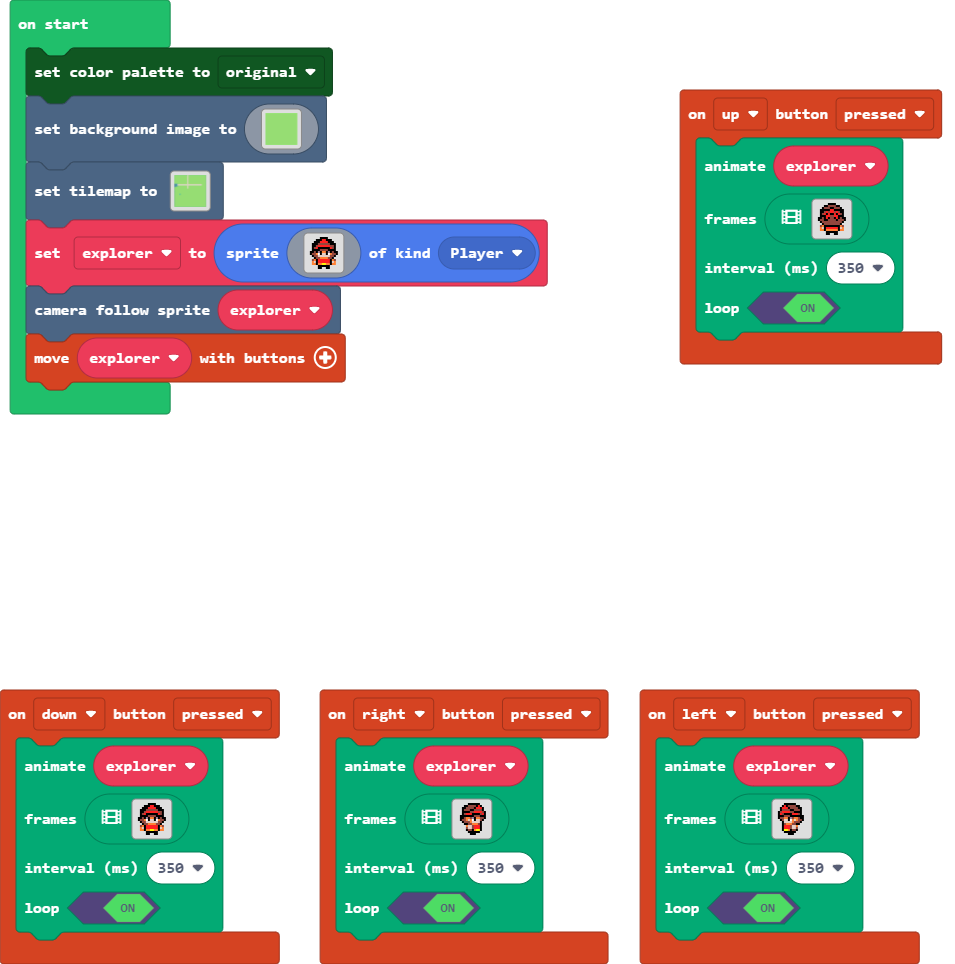 on start
set color palette to original
set background image to
set tilemap to
set explorer to sprite of kind Player
camera follow sprite explorer
move explorer with buttons
on up button pressed
animate explorer
frames
interval (ms) 350
loop ON
on down button pressed
animate explorer
frames
interval (ms) 350
loop ON
on right button pressed
animate explorer
frames
interval (ms) 350
loop ON
on left button pressed
animate explorer
frames
interval (ms) 350
loop ON